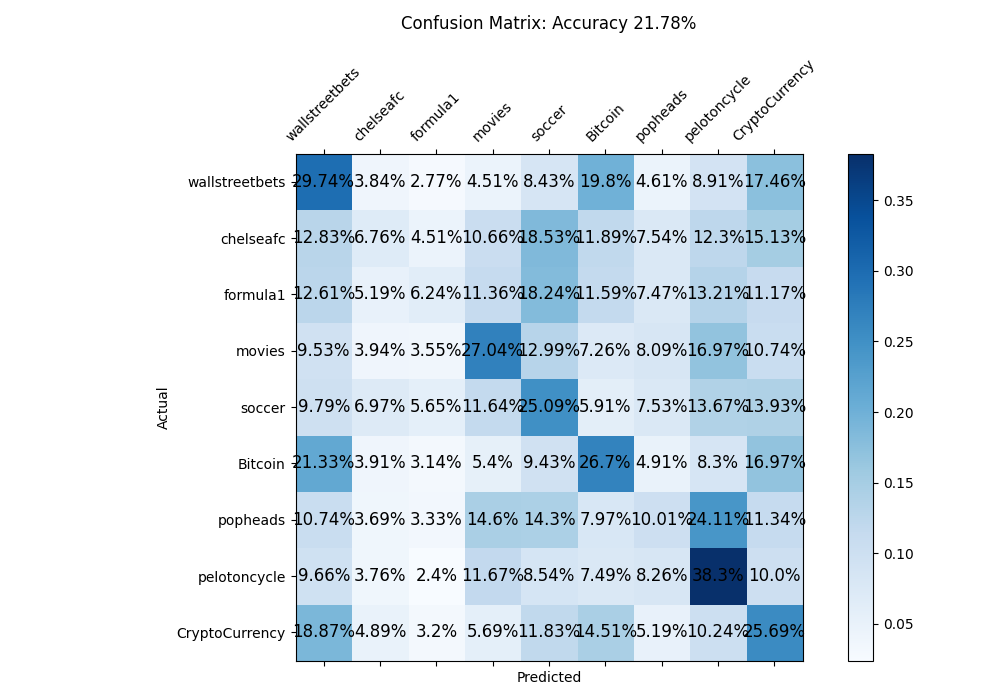 Confusion Matrix: Accuracy 21.78%
wallstreetbets chelseafc formula1 movies soccer Bitcoin popheads pelotoncycle CryptoCurrency
wallstreetbets 29.74% 3.84% 2.77% 4.51% 8.43% 19.8% 4.61% 8.91% 17.46%
chelseafc 12.83% 6.76% 4.51% 10.66% 18.53% 11.89% 7.54% 12.3% 15.13%
formula1 12.61% 5.19% 6.24% 11.36% 18.24% 11.59% 7.47% 13.21% 11.17%
movies 9.53% 3.94% 3.55% 27.04% 12.99% 7.26% 8.09% 16.97% 10.74%
soccer 9.79% 6.97% 5.65% 11.64% 25.09% 5.91% 7.53% 13.67% 13.93%
Bitcoin 21.33% 3.91% 3.14% 5.4% 9.43% 26.7% 4.91% 8.3% 16.97%
popheads 10.74% 3.69% 3.33% 14.6% 14.3% 7.97% 10.01% 24.11% 11.34%
pelotoncycle 9.66% 3.76% 2.4% 11.67% 8.54% 7.49% 8.26% 38.3% 10.0%
CryptoCurrency 18.87% 4.89% 3.2% 5.69% 11.83% 14.51% 5.19% 10.24% 25.69%
Actual
Predicted
0.35
0.30
0.25
0.20
0.15
0.10
0.05